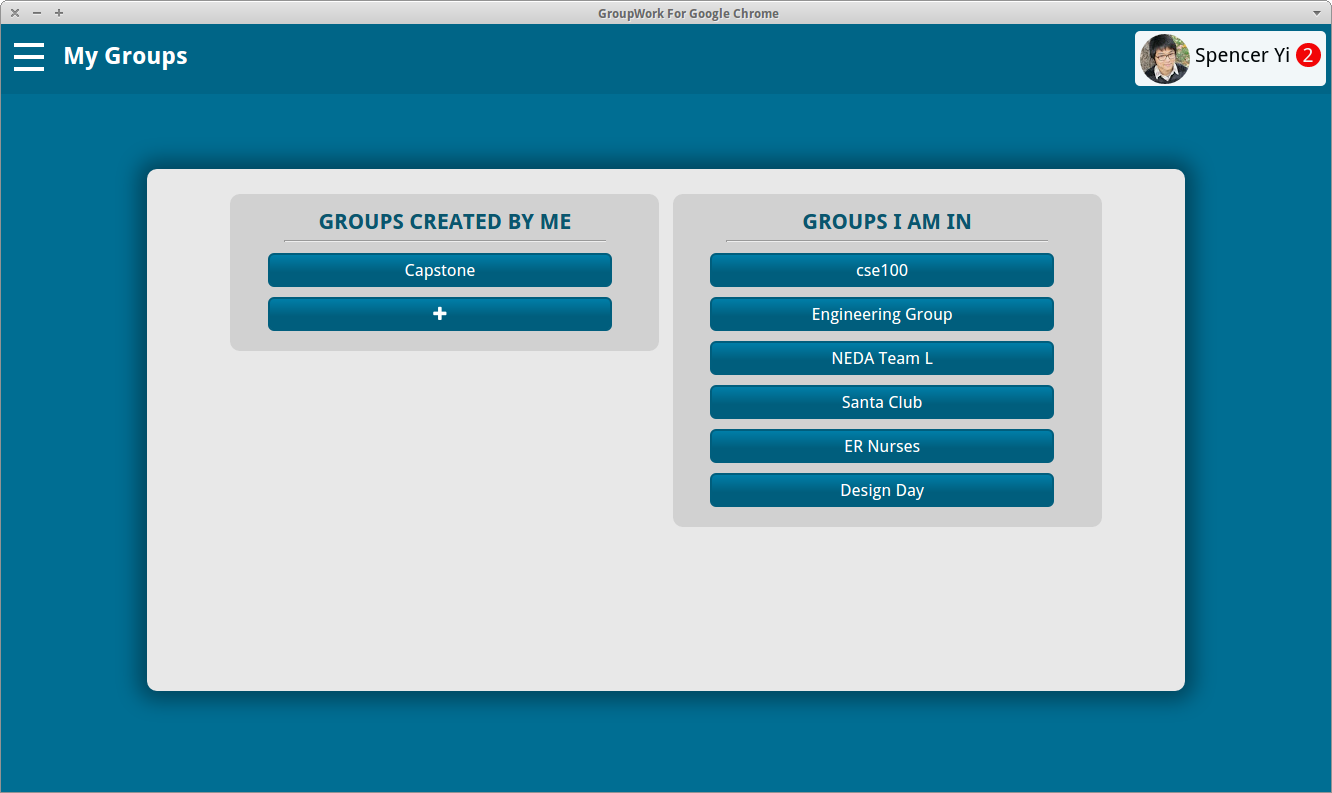 GroupWork For Google Chrome
My Groups
Spencer Yi 2
GROUPS CREATED BY ME
Capstone
GROUPS I AM IN
cse100
Engineering Group
NEDA Team L
Santa Club
ER Nurses
Design Day